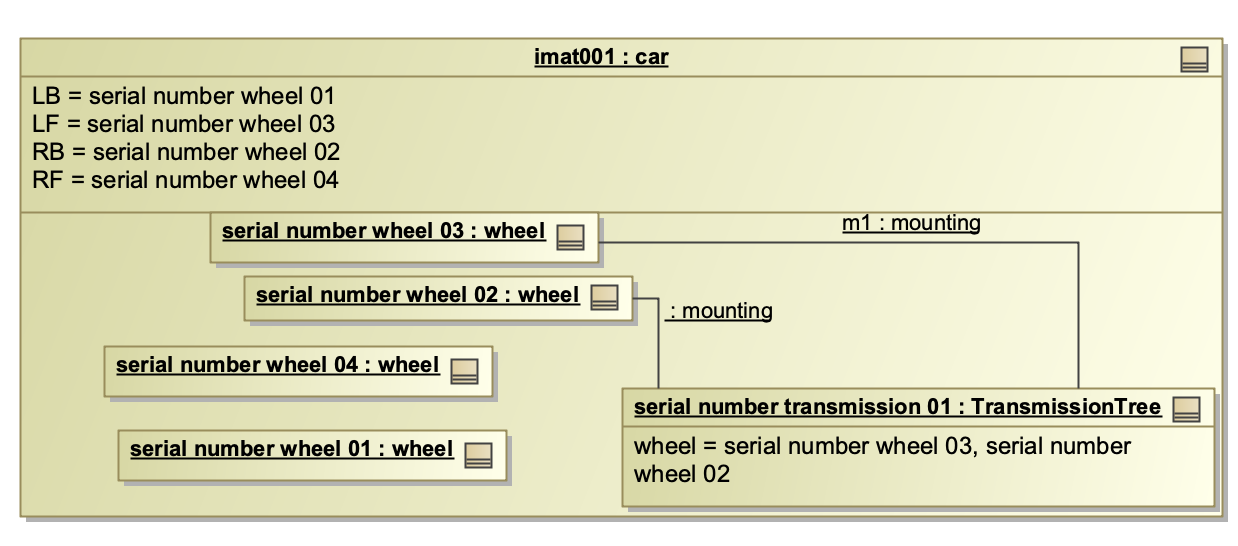 imat001 : car
LB = serial number wheel 01
LF = serial number wheel 03
RB = serial number wheel 02
RF = serial number wheel 04
serial number wheel 03 : wheel
m1 : mounting
serial number wheel 02 : wheel
: mounting
serial number wheel 04 : wheel
serial number transmission 01 : TransmissionTree
wheel = serial number wheel 03, serial number
wheel 02
serial number wheel 01 : wheel